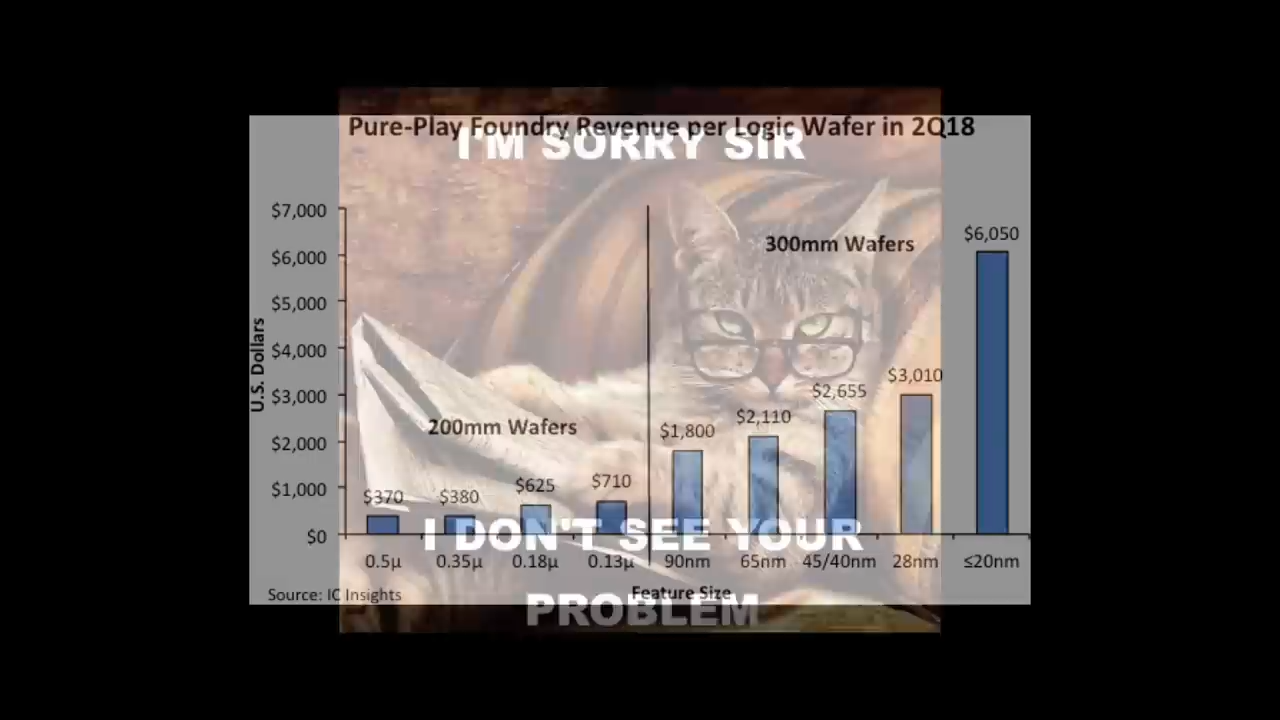 Pure-Play Foundry Revenue per Logic Wafer in 2Q18
I'M SORRY SIR
$7,000
$6,000
$5,000
$4,000
$3,000
$2,000
$1,000
$0
U.S. Dollars
200mm Wafers
300mm Wafers
$370
$380
$625
$710
$1,800
$2,110
$2,655
$3,010
$6,050
I DON'T SEE YOUR
0.5µ 0.35µ 0.18µ 0.13µ 90nm 65nm 45/40nm 28nm ≤20nm
Feature Size
Source: IC Insights
PROBLEM